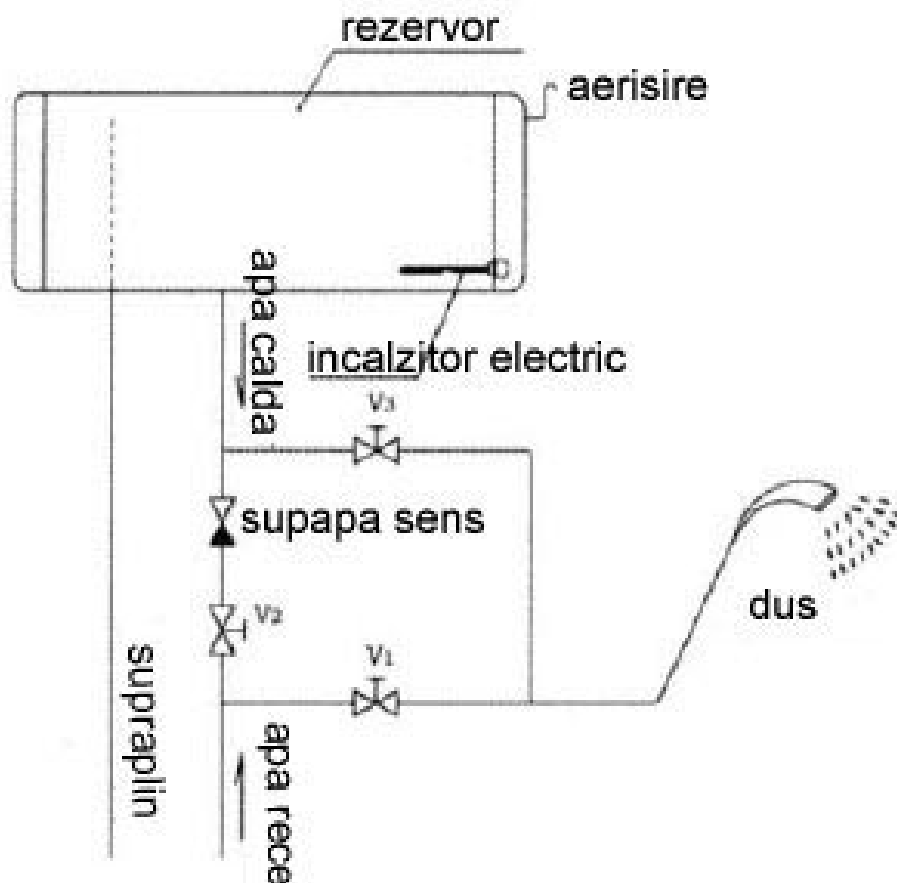 rezervor
aerisire
apa calda
incalzitor electric
V3
supapa sens
V2
dus
V1
supraplin
apa rece